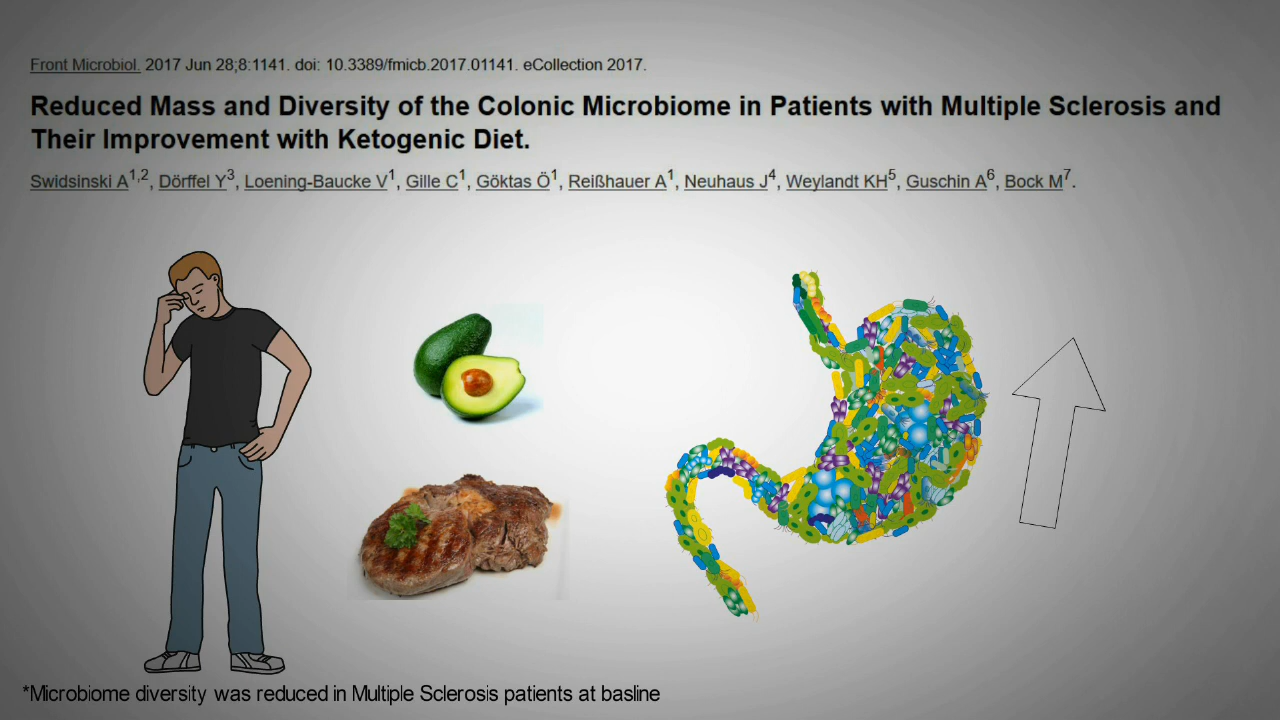 Front Microbiol. 2017 Jun 28;8:1141. doi: 10.3389/fmicb.2017.01141. eCollection 2017.
Reduced Mass and Diversity of the Colonic Microbiome in Patients with Multiple Sclerosis and
Their Improvement with Ketogenic Diet.
Swidsinski A1,2, Dörffel Y3, Loening-Baucke V1, Gille C1, Göktas Ö1, Reißhauer A1, Neuhaus J4, Weylandt KH5, Guschin A6, Bock M7.
*Microbiome diversity was reduced in Multiple Sclerosis patients at basline